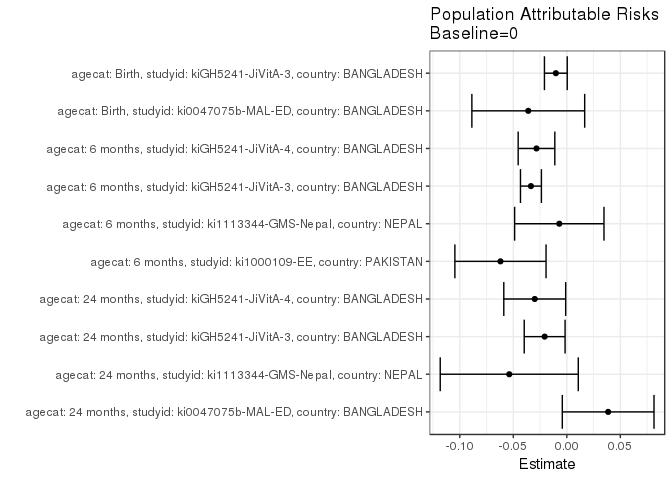 Population Attributable Risks
Baseline=0
agecat: Birth, studyid: kiGH5241-JiVitA-3, country: BANGLADESH
agecat: Birth, studyid: ki0047075b-MAL-ED, country: BANGLADESH
agecat: 6 months, studyid: kiGH5241-JiVitA-4, country: BANGLADESH
agecat: 6 months, studyid: kiGH5241-JiVitA-3, country: BANGLADESH
agecat: 6 months, studyid: ki1113344-GMS-Nepal, country: NEPAL
agecat: 6 months, studyid: ki1000109-EE, country: PAKISTAN
agecat: 24 months, studyid: kiGH5241-JiVitA-4, country: BANGLADESH
agecat: 24 months, studyid: kiGH5241-JiVitA-3, country: BANGLADESH
agecat: 24 months, studyid: ki1113344-GMS-Nepal, country: NEPAL
agecat: 24 months, studyid: ki0047075b-MAL-ED, country: BANGLADESH
-0.10 -0.05 0.00 0.05
Estimate